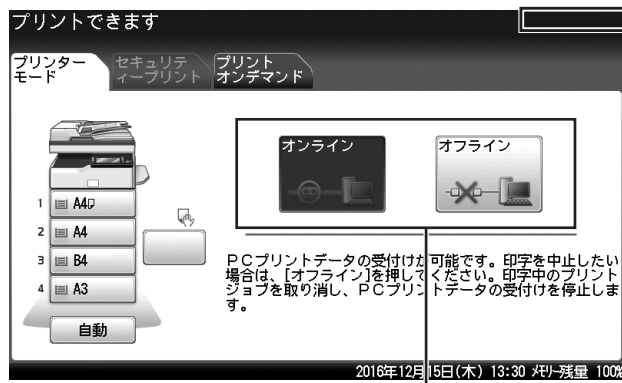 プリントできます
プリンター
モード
セキュリテ
ィープリント
プリント
オンデマンド
オンライン
オフライン
1 A4
2 A4
3 B4
4 A3
自動
PCプリントデータの受付けが可能です。印字を中止したい
場合は、[オフライン]を押してください。印字中のプリント
ジョブを取り消し、PCプリントデータの受付けを停止しま
す。
2016年12月15日(木) 13:30 メモリー残量 100%